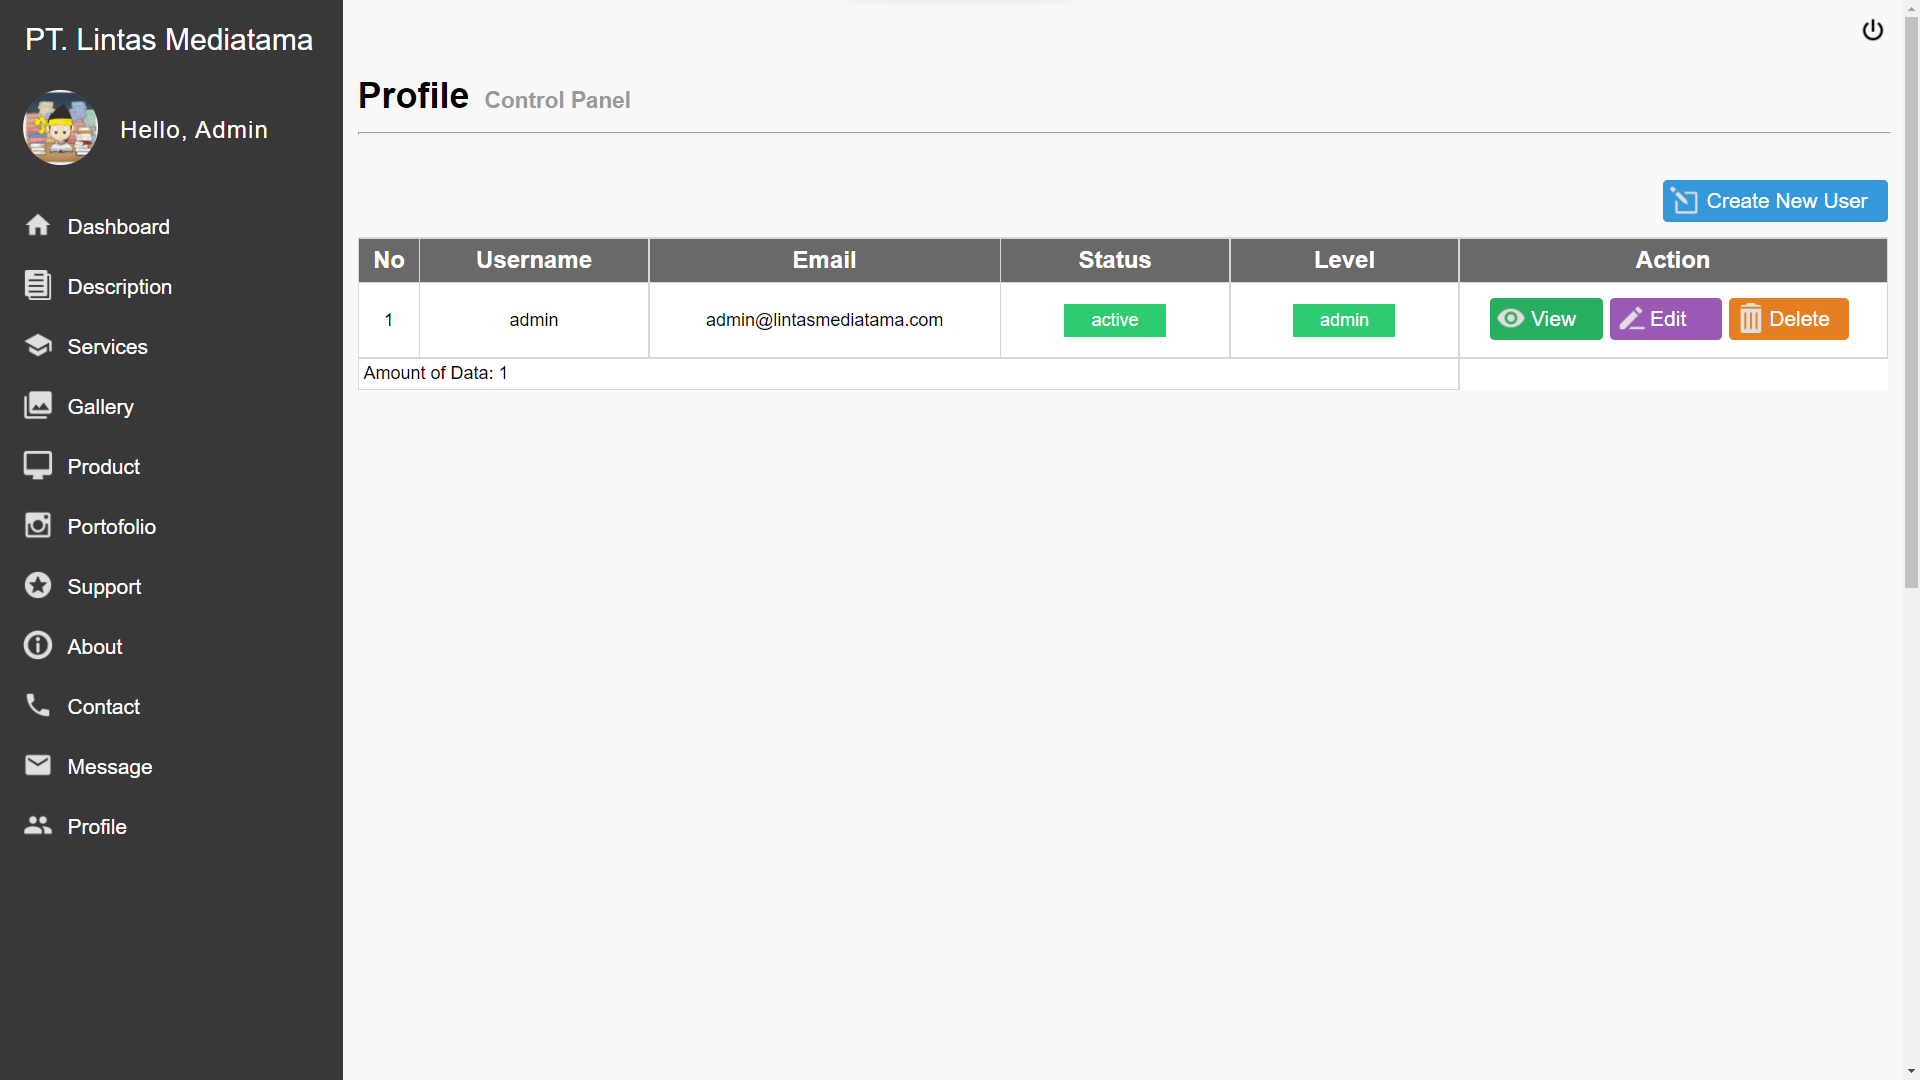 PT. Lintas Mediatama
Hello, Admin
Dashboard
Description
Services
Gallery
Product
Portofolio
Support
About
Contact
Message
Profile
Profile Control Panel
Create New User
No Username Email Status Level Action
1 admin admin@lintasmediatama.com active admin View Edit Delete
Amount of Data: 1